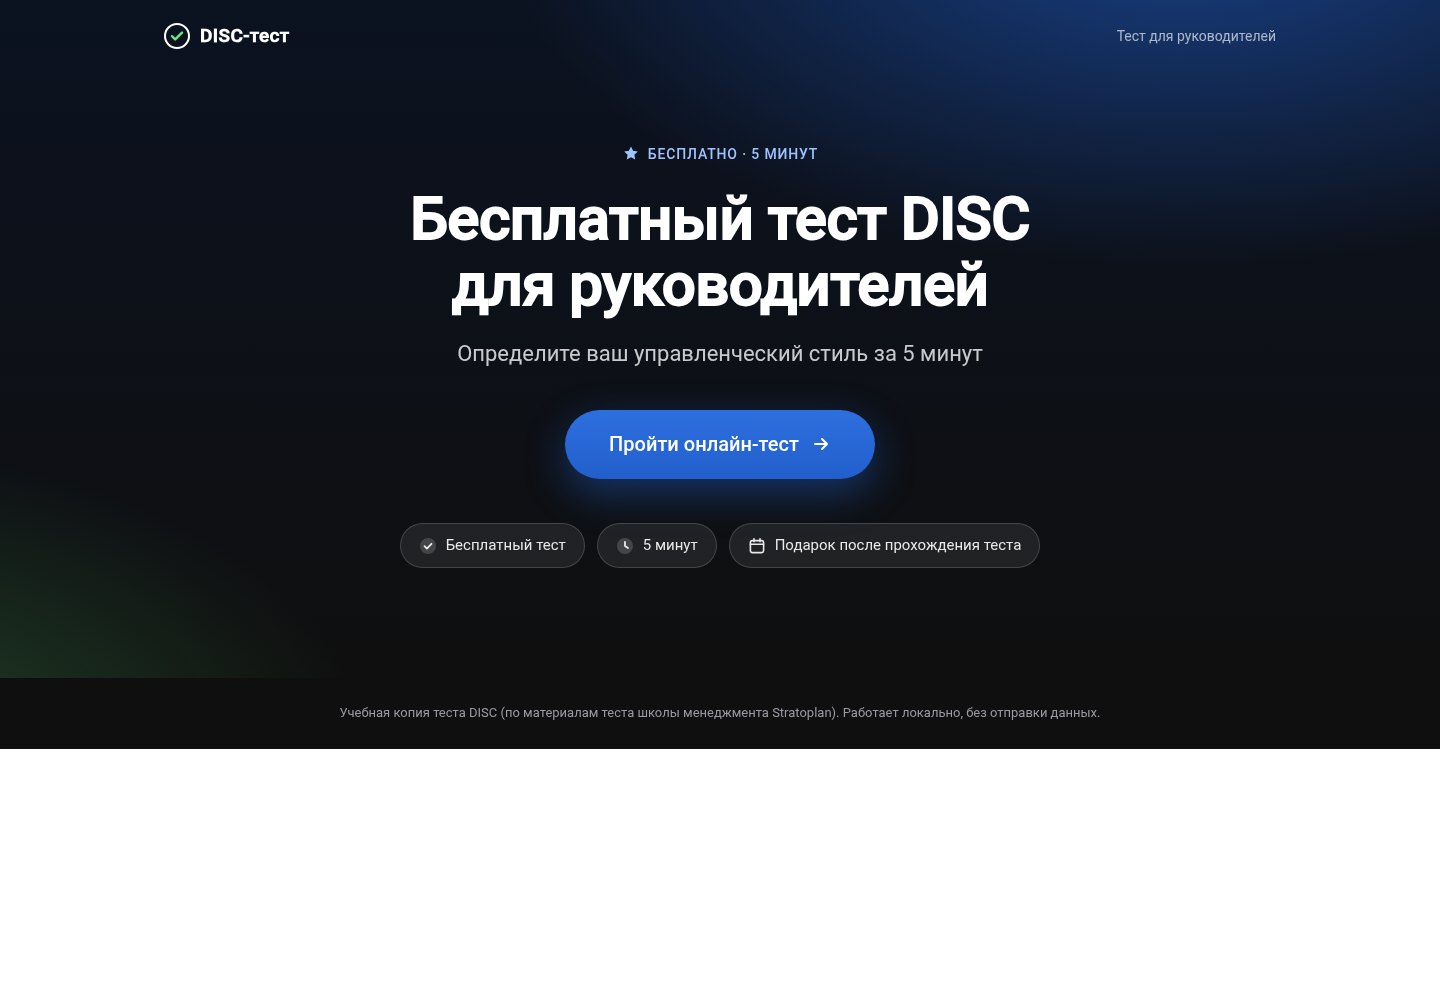 DISC-тест
Тест для руководителей
БЕСПЛАТНО · 5 МИНУТ
Бесплатный тест DISC
для руководителей
Определите ваш управленческий стиль за 5 минут
Пройти онлайн-тест
Бесплатный тест
5 минут
Подарок после прохождения теста
Учебная копия теста DISC (по материалам теста школы менеджмента Stratoplan). Работает локально, без отправки данных.